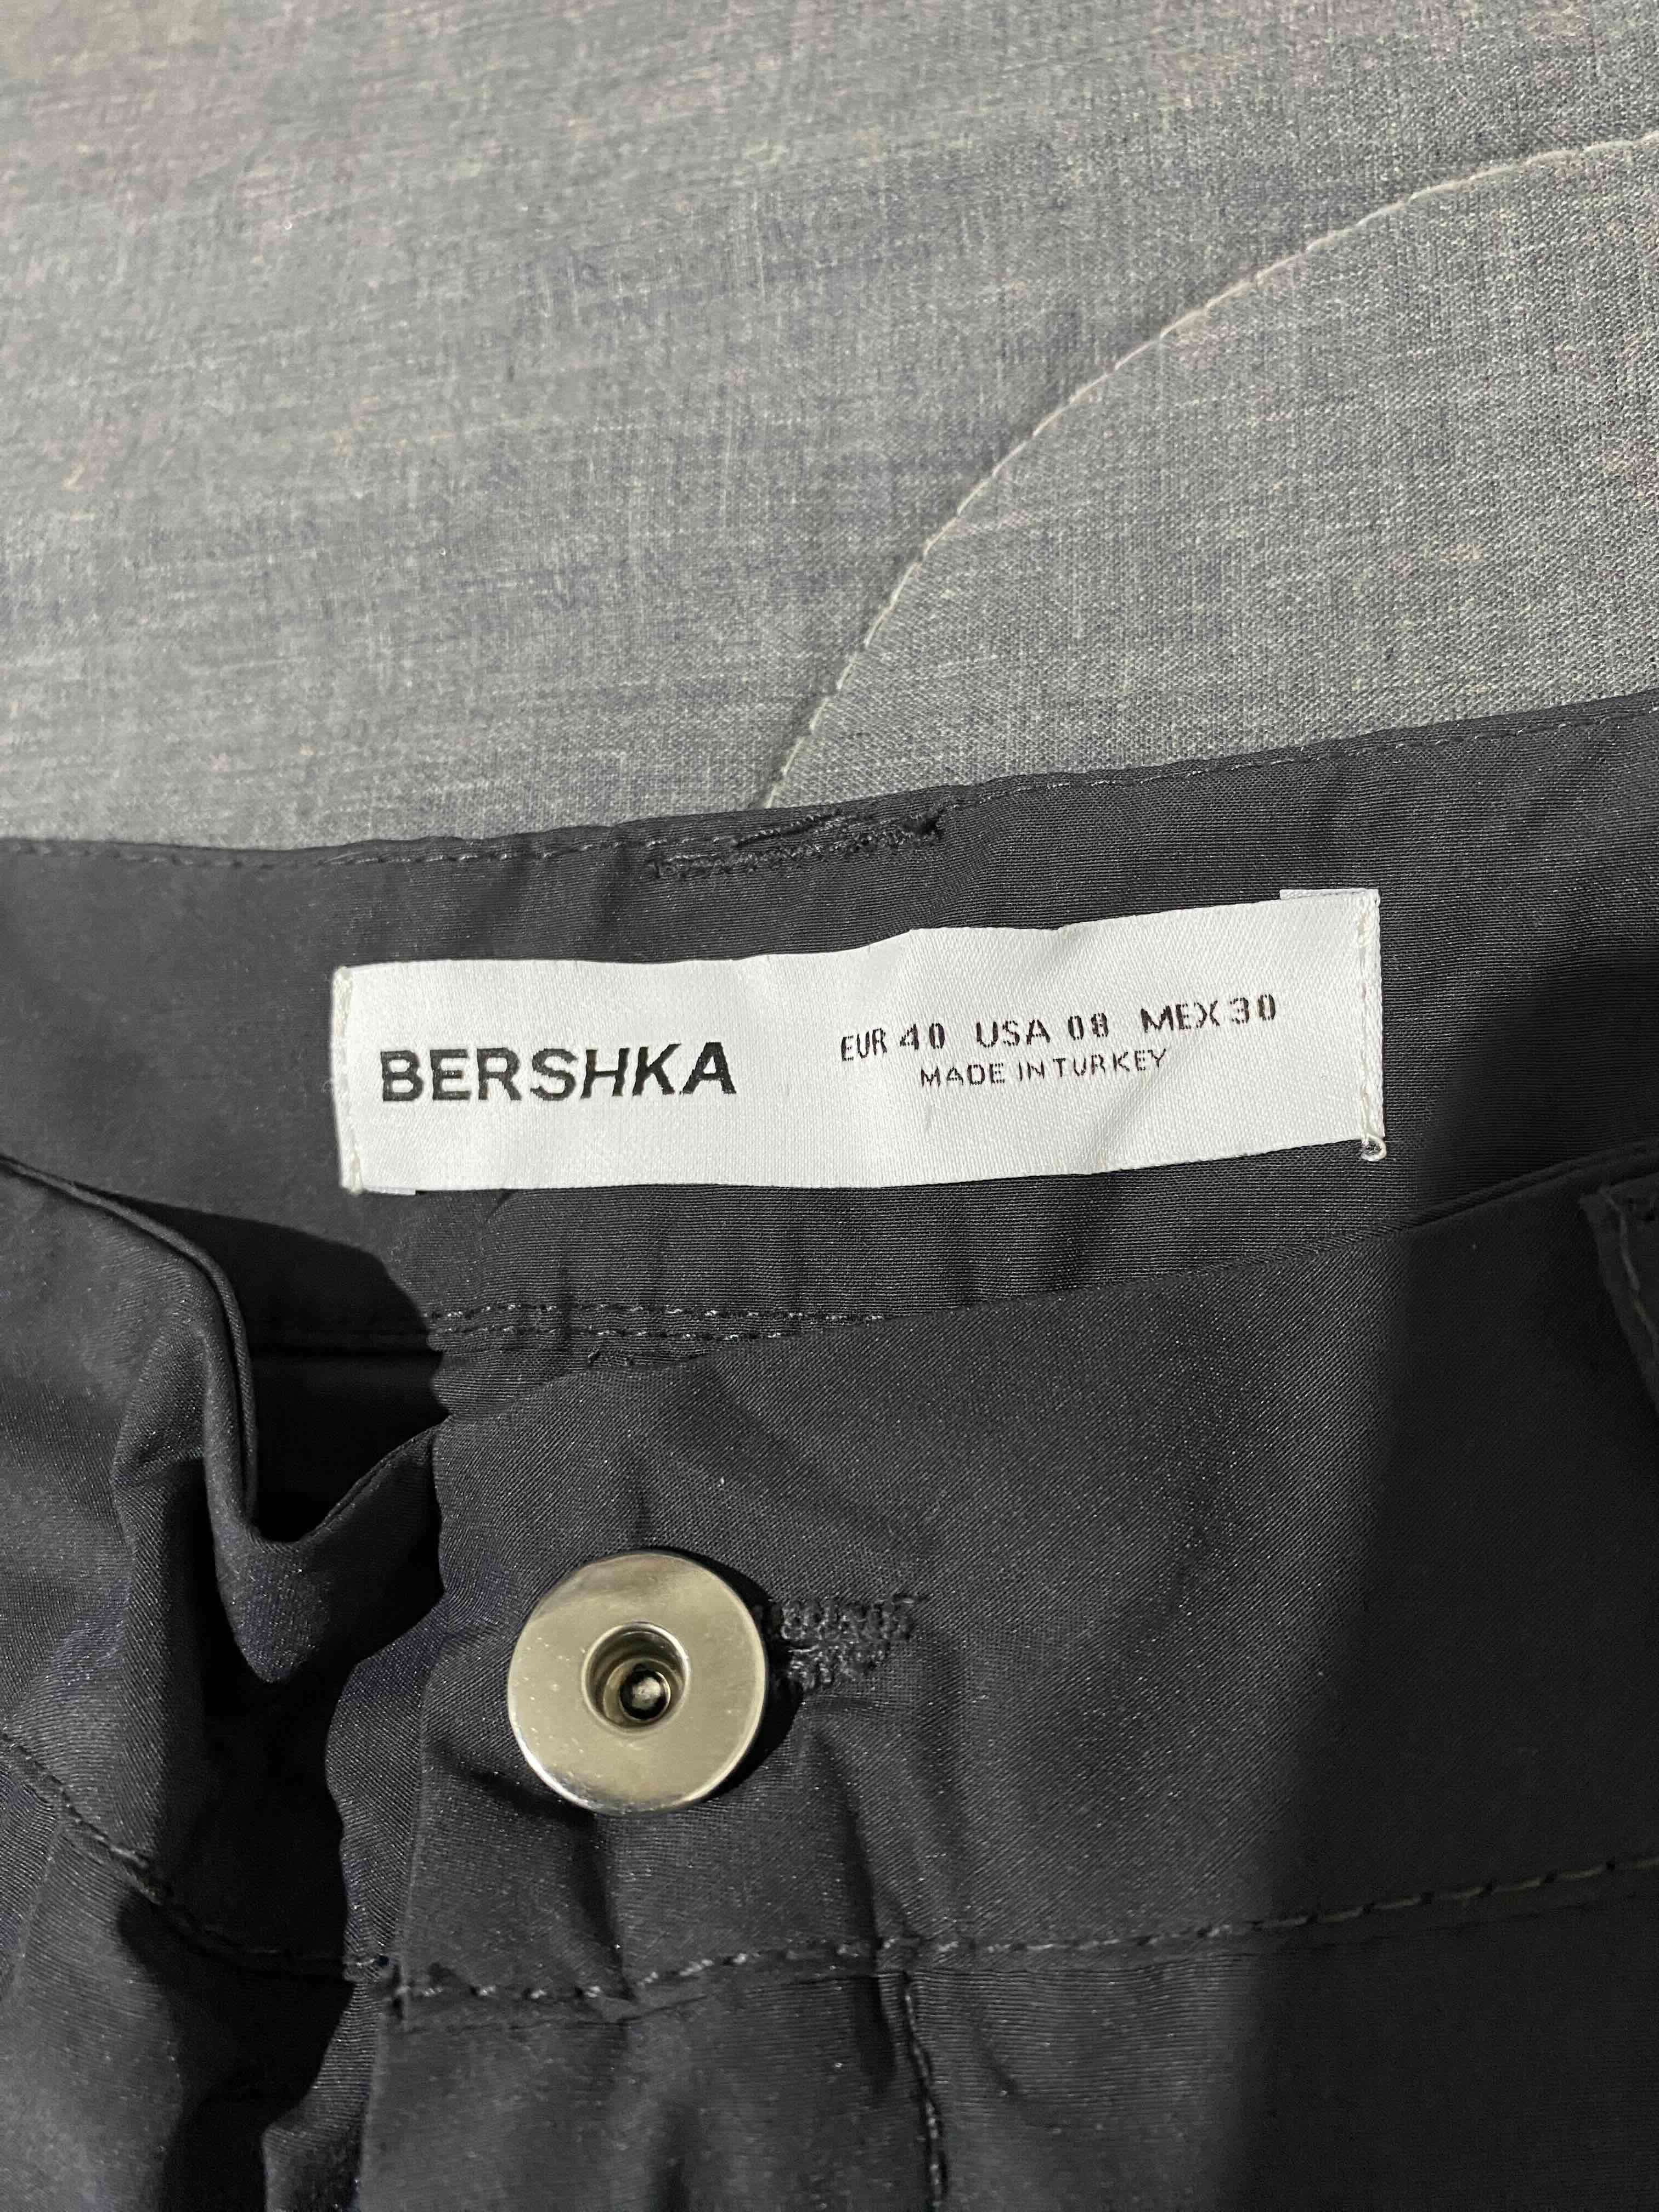 BERSHKA
EUR 40 USA 08 MEX 30
MADE IN TURKEY